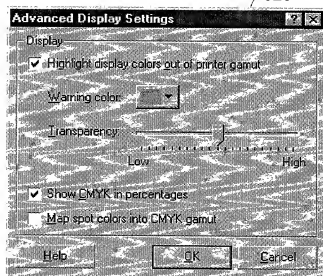 Advanced Display Settings
Display
Highlight display colors out of printer gamut
Warning color:
Transparency:
Low High
Show CMYK in percentages
Map spot colors into CMYK gamut
Help OK Cancel